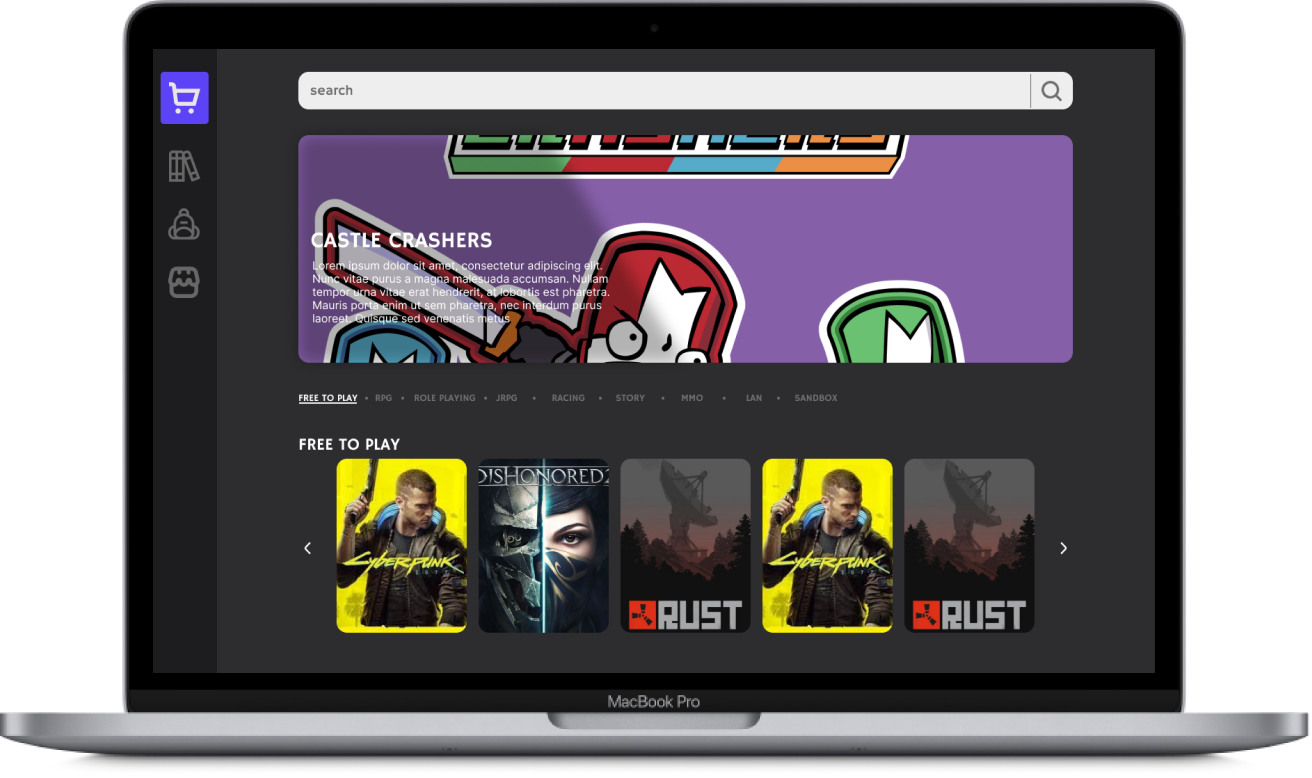 search
CASTLE CRASHERS
Lorem ipsum dolor sit amet, consectetur adipiscing elit.
Nunc vitae purus a magna malesuada accumsan. Nullam
tempor urna vitae erat hendrerit, at lobortis est pharetra.
Mauris porta enim ut sem pharetra, nec interdum purus
laoreet. Quisque sed venenatis metus
FREE TO PLAY • RPG • ROLE PLAYING • JRPG • RACING • STORY • MMO • LAN • SANDBOX
FREE TO PLAY
CYBERPUNK
DISHONORED2
RUST
CYBERPUNK
RUST
MacBook Pro